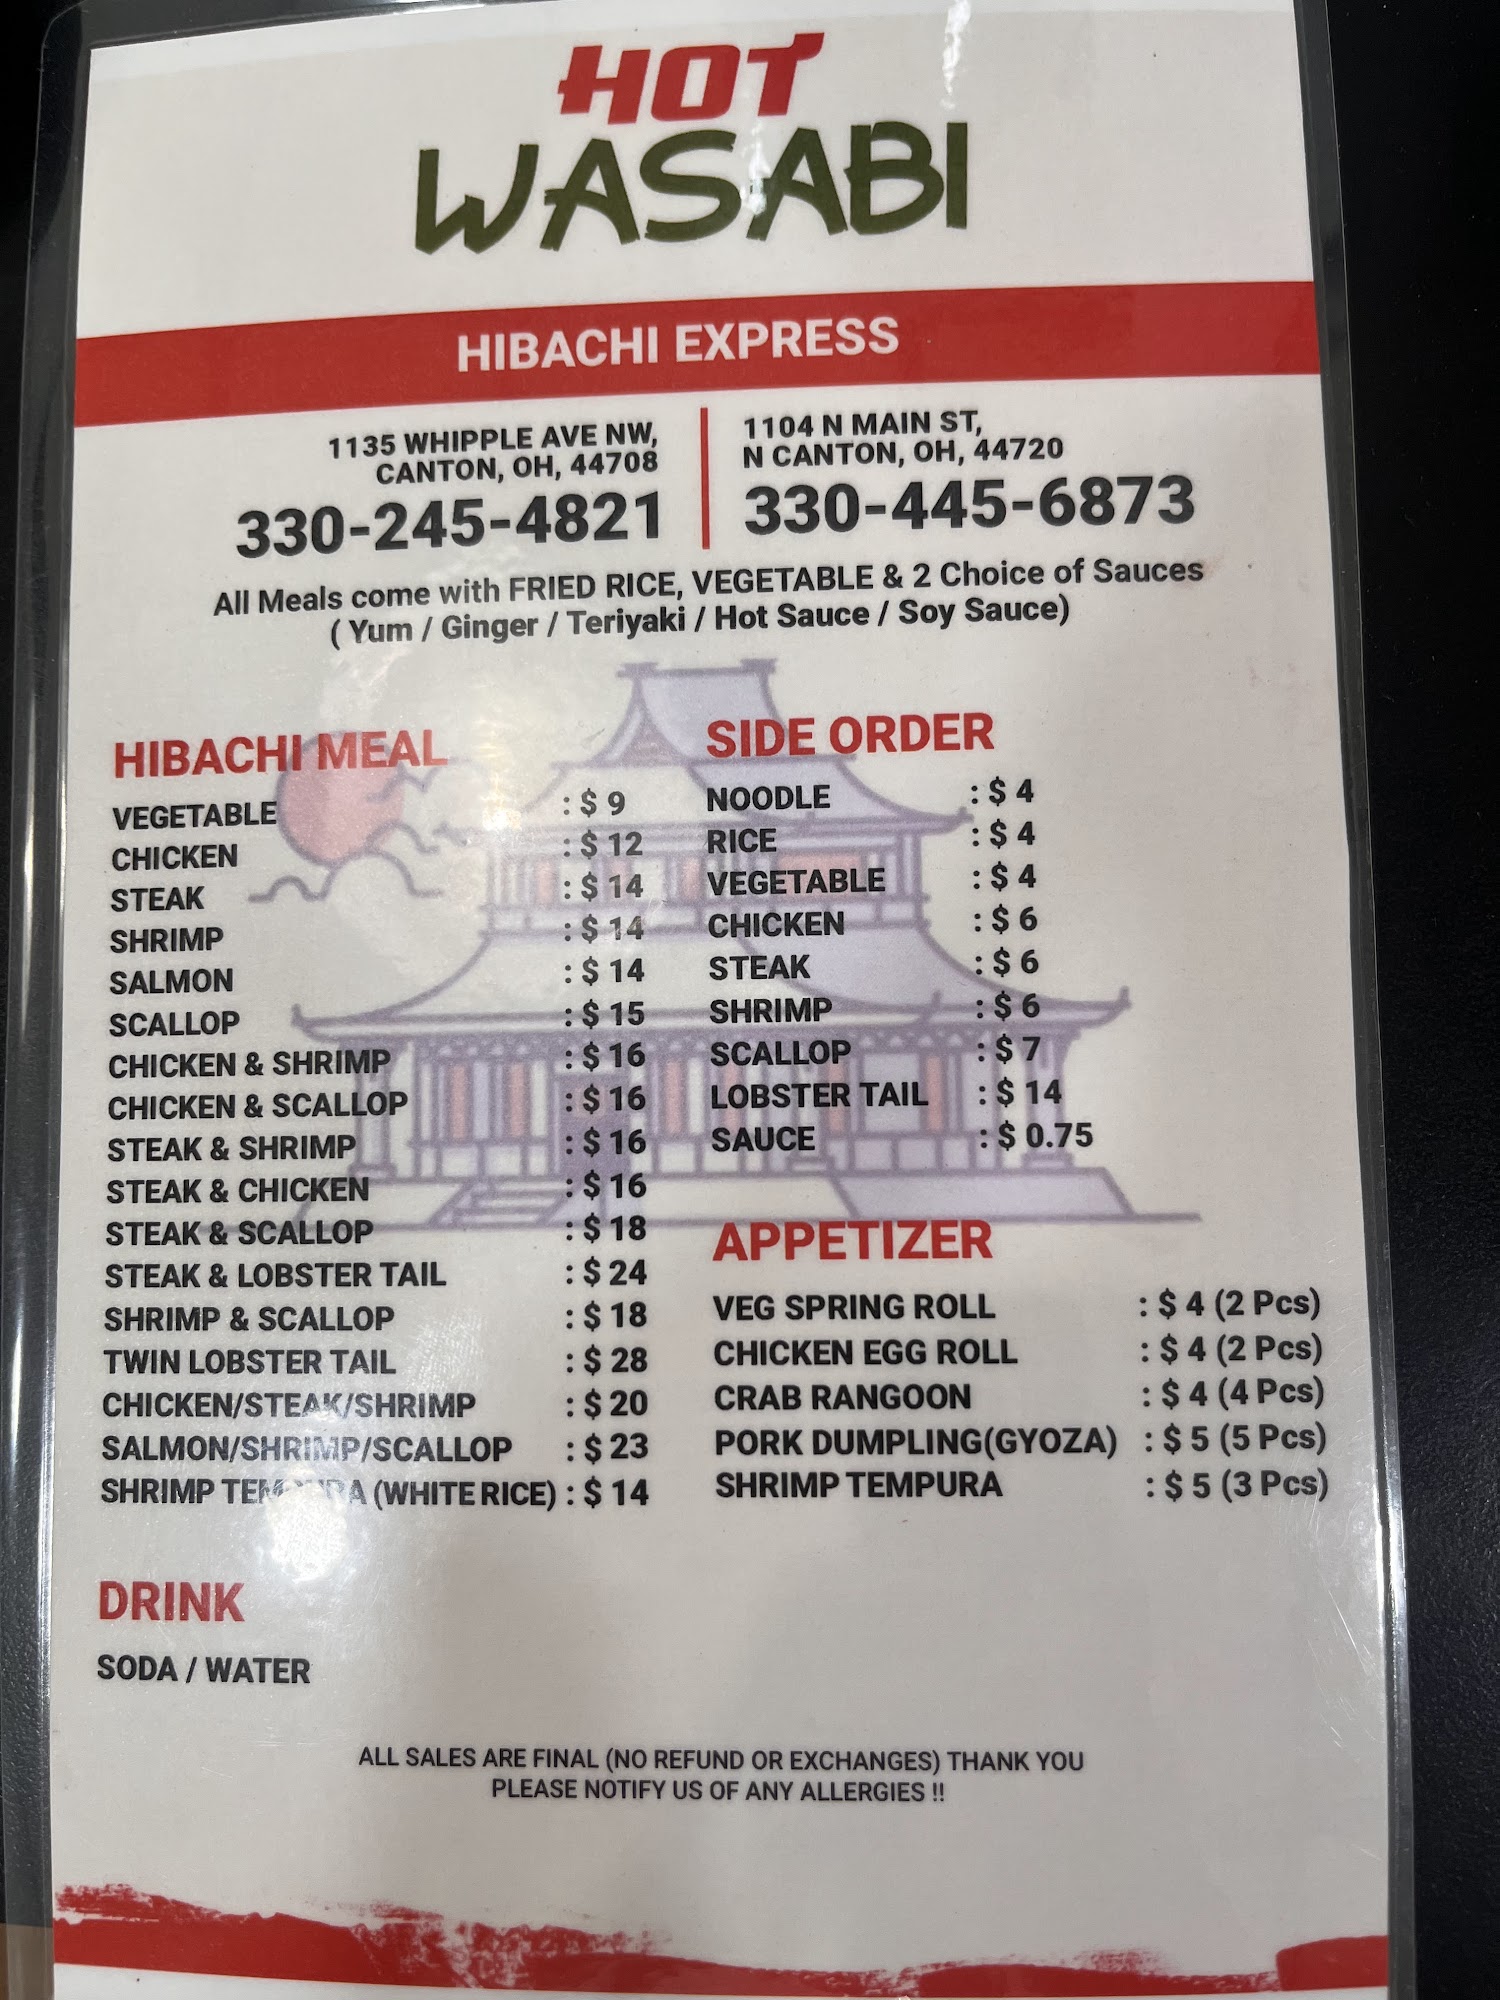 HOT
WASABI
HIBACHI EXPRESS
1135 WHIPPLE AVE NW,
CANTON, OH, 44708
330-245-4821
1104 N MAIN ST,
N CANTON, OH, 44720
330-445-6873
All Meals come with FRIED RICE, VEGETABLE & 2 Choice of Sauces
( Yum / Ginger / Teriyaki / Hot Sauce / Soy Sauce)
HIBACHI MEAL
VEGETABLE : $ 9
CHICKEN : $ 12
STEAK : $ 14
SHRIMP : $ 14
SALMON : $ 14
SCALLOP : $ 15
CHICKEN & SHRIMP : $ 16
CHICKEN & SCALLOP : $ 16
STEAK & SHRIMP : $ 16
STEAK & CHICKEN : $ 16
STEAK & SCALLOP : $ 18
STEAK & LOBSTER TAIL : $ 24
SHRIMP & SCALLOP : $ 18
TWIN LOBSTER TAIL : $ 28
CHICKEN/STEAK/SHRIMP : $ 20
SALMON/SHRIMP/SCALLOP : $ 23
SHRIMP TEMPURA (WHITE RICE) : $ 14
SIDE ORDER
NOODLE : $ 4
RICE : $ 4
VEGETABLE : $ 4
CHICKEN : $ 6
STEAK : $ 6
SHRIMP : $ 6
SCALLOP : $ 7
LOBSTER TAIL : $ 14
SAUCE : $ 0.75
APPETIZER
VEG SPRING ROLL : $ 4 (2 Pcs)
CHICKEN EGG ROLL : $ 4 (2 Pcs)
CRAB RANGOON : $ 4 (4 Pcs)
PORK DUMPLING(GYOZA) : $ 5 (5 Pcs)
SHRIMP TEMPURA : $ 5 (3 Pcs)
DRINK
SODA / WATER
ALL SALES ARE FINAL (NO REFUND OR EXCHANGES) THANK YOU
PLEASE NOTIFY US OF ANY ALLERGIES !!